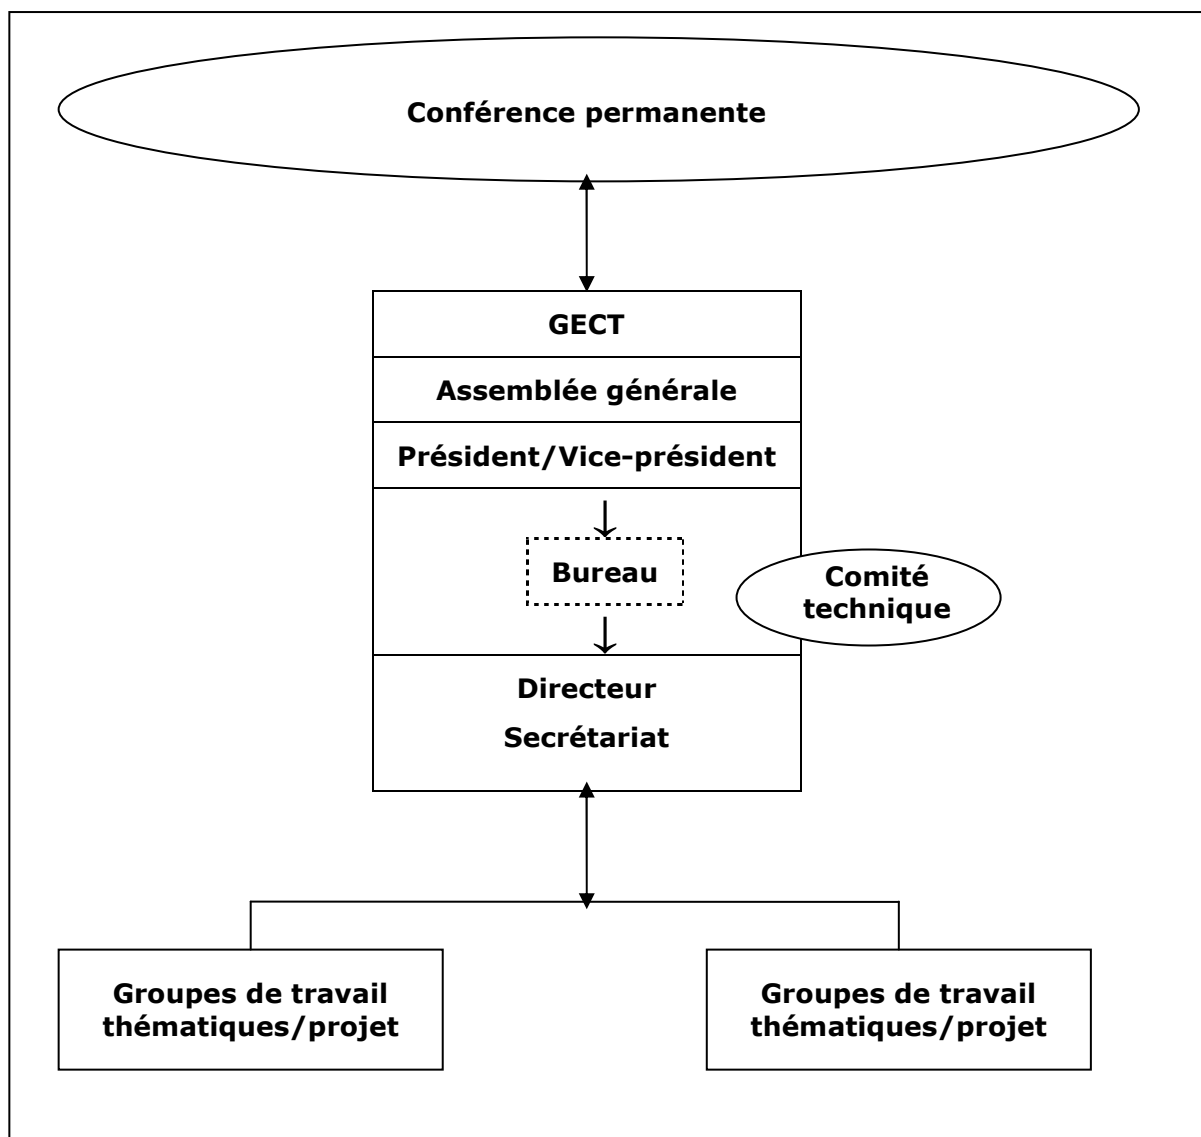 Conférence permanente
GECT
Assemblée générale
Président/Vice-président
Bureau
Comité
technique
Directeur
Secrétariat
Groupes de travail
thématiques/projet
Groupes de travail
thématiques/projet